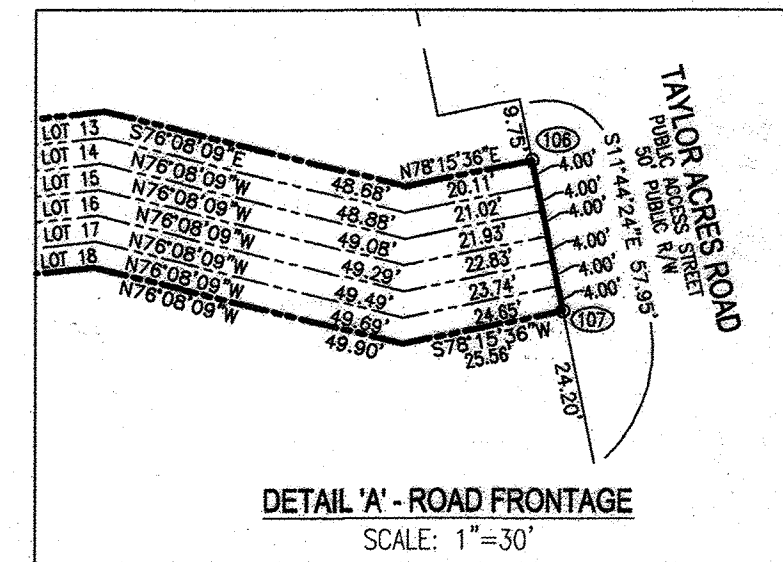 TAYLOR ACRES ROAD
PUBLIC ACCESS STREET
50' PUBLIC R/W
S11°44'24"E 57.95'
9.75'
106
LOT 13
S76°08'09"E
48.68'
N78°15'36"E
20.11'
4.00'
LOT 14
N76°08'09"W
48.88'
21.02'
4.00'
LOT 15
N76°08'09"W
49.08'
21.93'
4.00'
LOT 16
N76°08'09"W
49.29'
22.83'
4.00'
LOT 17
N76°08'09"W
49.49'
23.74'
4.00'
LOT 18
N76°08'09"W
49.69'
24.65'
4.00'
N76°08'09"W
49.90'
S78°15'36"W
25.56'
107
24.20'
DETAIL 'A' - ROAD FRONTAGE
SCALE: 1"=30'